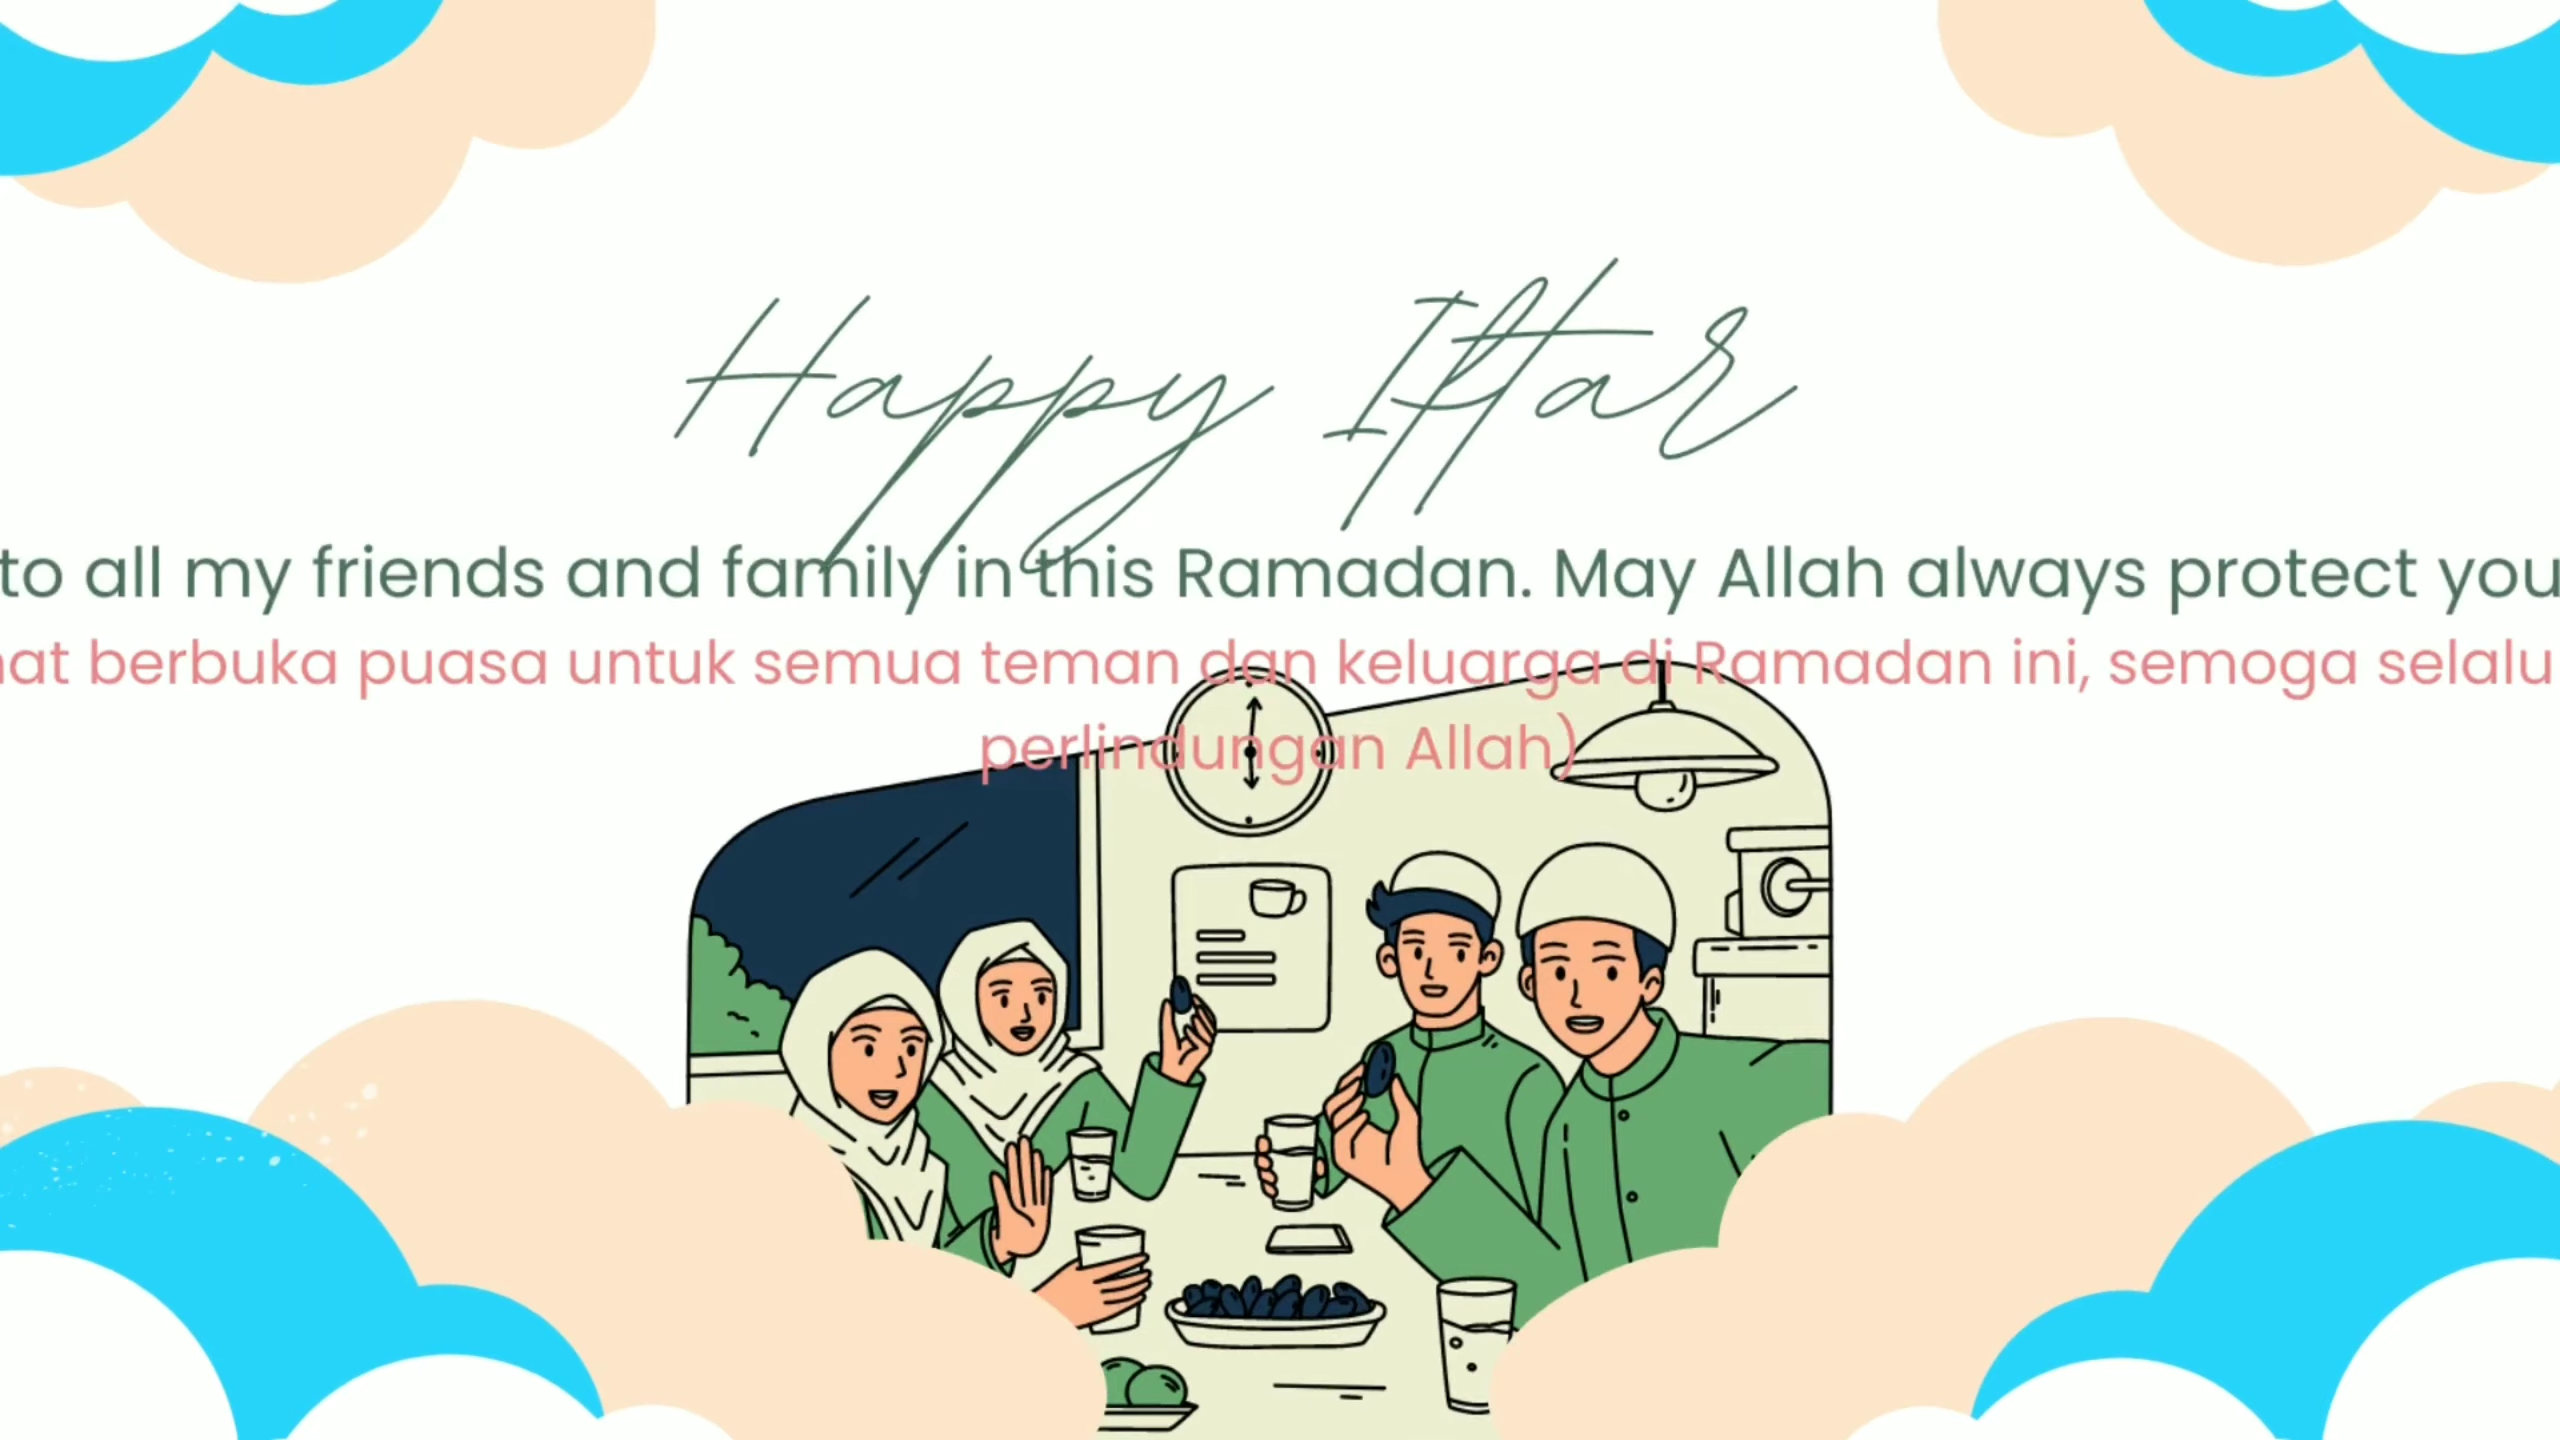 Happy Iftar
to all my friends and family in this Ramadan. May Allah always protect you
berbuka puasa untuk semua teman dan keluarga di Ramadan ini, semoga selalu
perlindungan Allah)